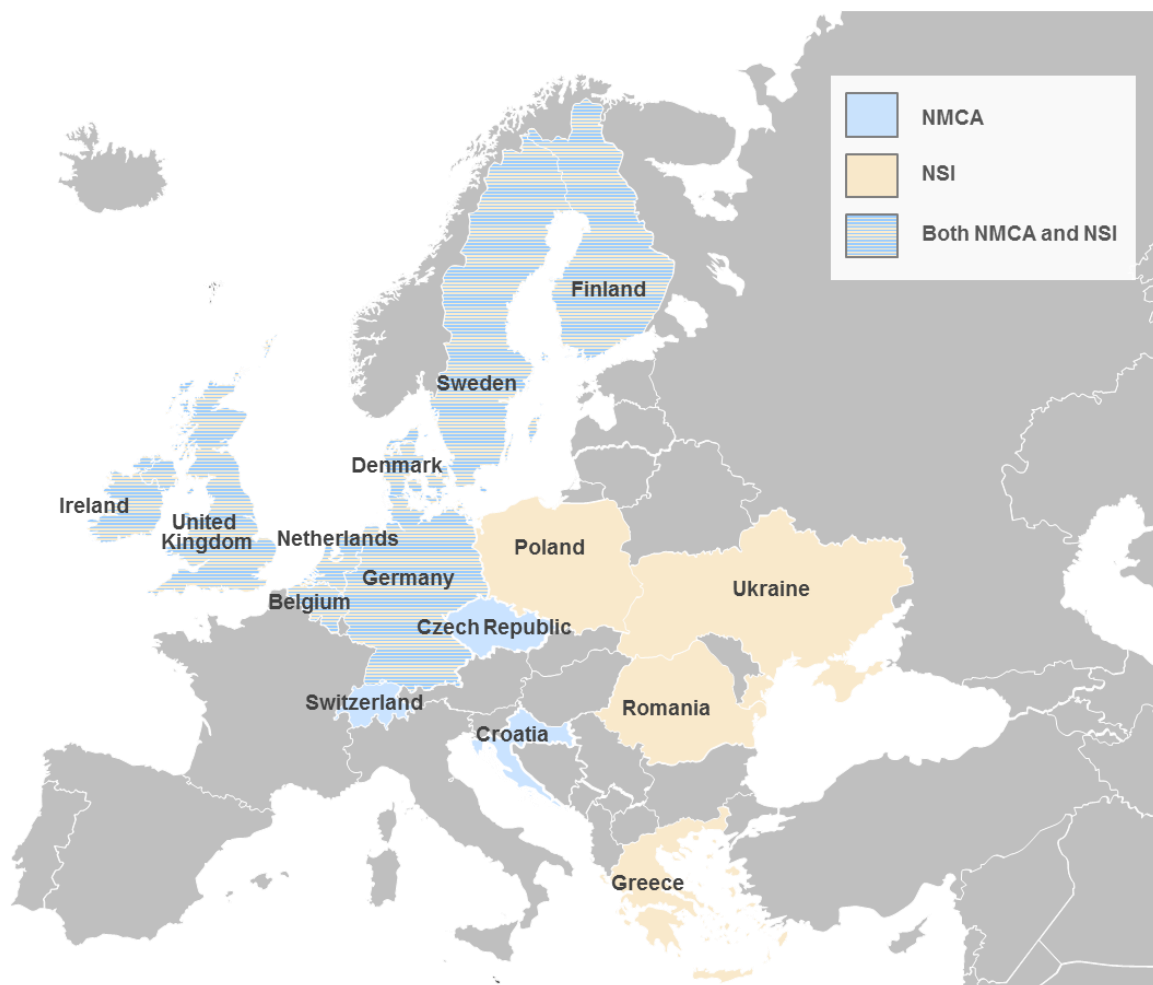 NMCA
NSI
Both NMCA and NSI
Finland
Sweden
Denmark
Ireland
United
Kingdom
Netherlands
Germany
Belgium
Poland
Ukraine
Czech Republic
Switzerland
Croatia
Romania
Greece